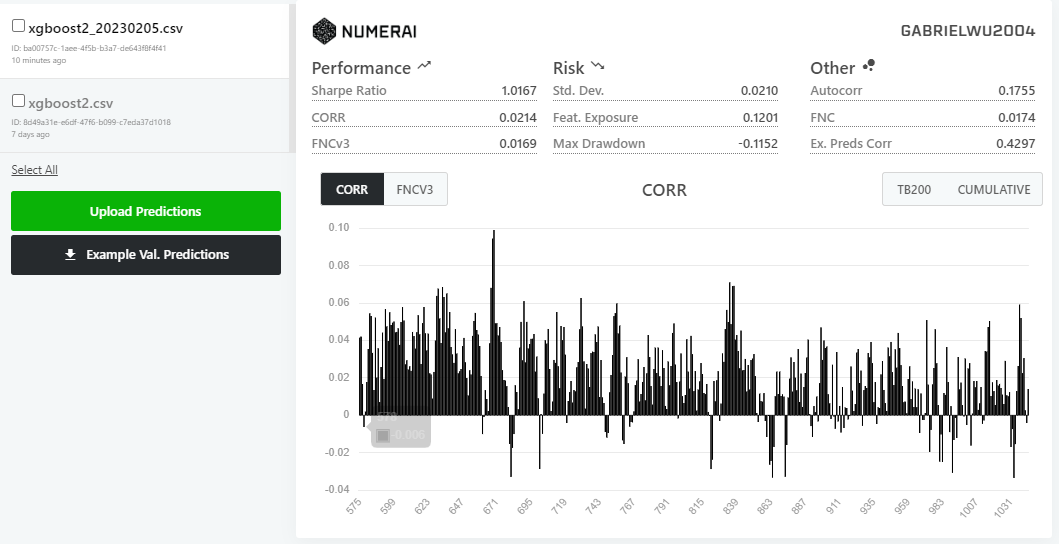 xgboost2_20230205.csv
ID: ba00757c-1aee-4f5b-b3a7-de643f8f4f41
10 minutes ago
xgboost2.csv
ID: 8d49a31e-e6df-47f6-b099-c7eda37d1018
7 days ago
Select All
Upload Predictions
Example Val. Predictions
NUMERAI
GABRIELWU2004
Performance
Sharpe Ratio 1.0167
CORR 0.0214
FNCv3 0.0169
Risk
Std. Dev. 0.0210
Feat. Exposure 0.1201
Max Drawdown -0.1152
Other
Autocorr 0.1755
FNC 0.0174
Ex. Preds Corr 0.4297
CORR FNCV3
CORR
TB200 CUMULATIVE
0.10
0.08
0.06
0.04
0.02
0
-0.02
-0.04
578
-0.006
575 599 623 647 671 695 719 743 767 791 815 839 863 887 911 935 959 983 1007 1031